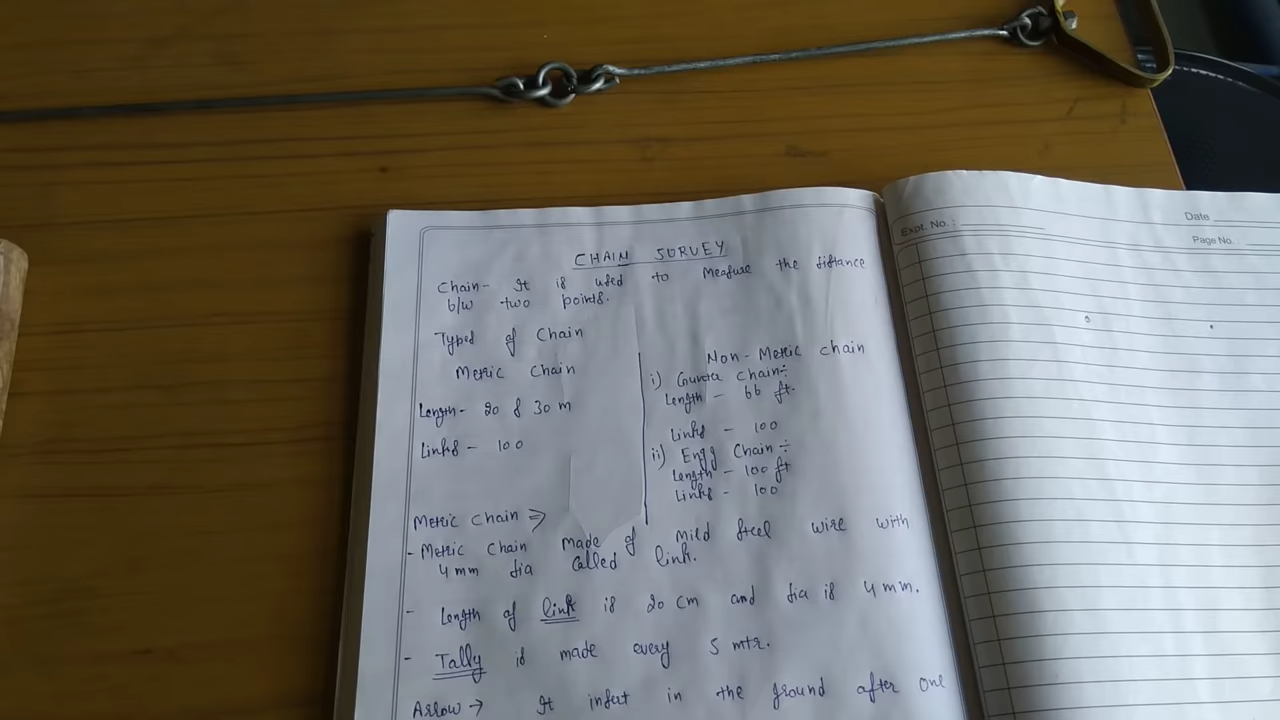 CHAIN SURVEY
Chain- It is used to Measure the distance
b/w two points.
Types of Chain
Metric Chain
Length- 20 & 30 m
Links - 100
Non-Metric chain
i) Gunta Chain÷
Length - 66 ft.
Links - 100
ii) Engg Chain÷
Length - 100 ft
Links - 100
Metric Chain ⇒
- Metric Chain made of Mild steel wire with
4 mm dia called link.
- Length of link is 20 cm and dia is 4 mm.
- Tally is made every 5 mtr.
Arrow → It insert in the ground after one
Expt. No. :
Date
Page No. :